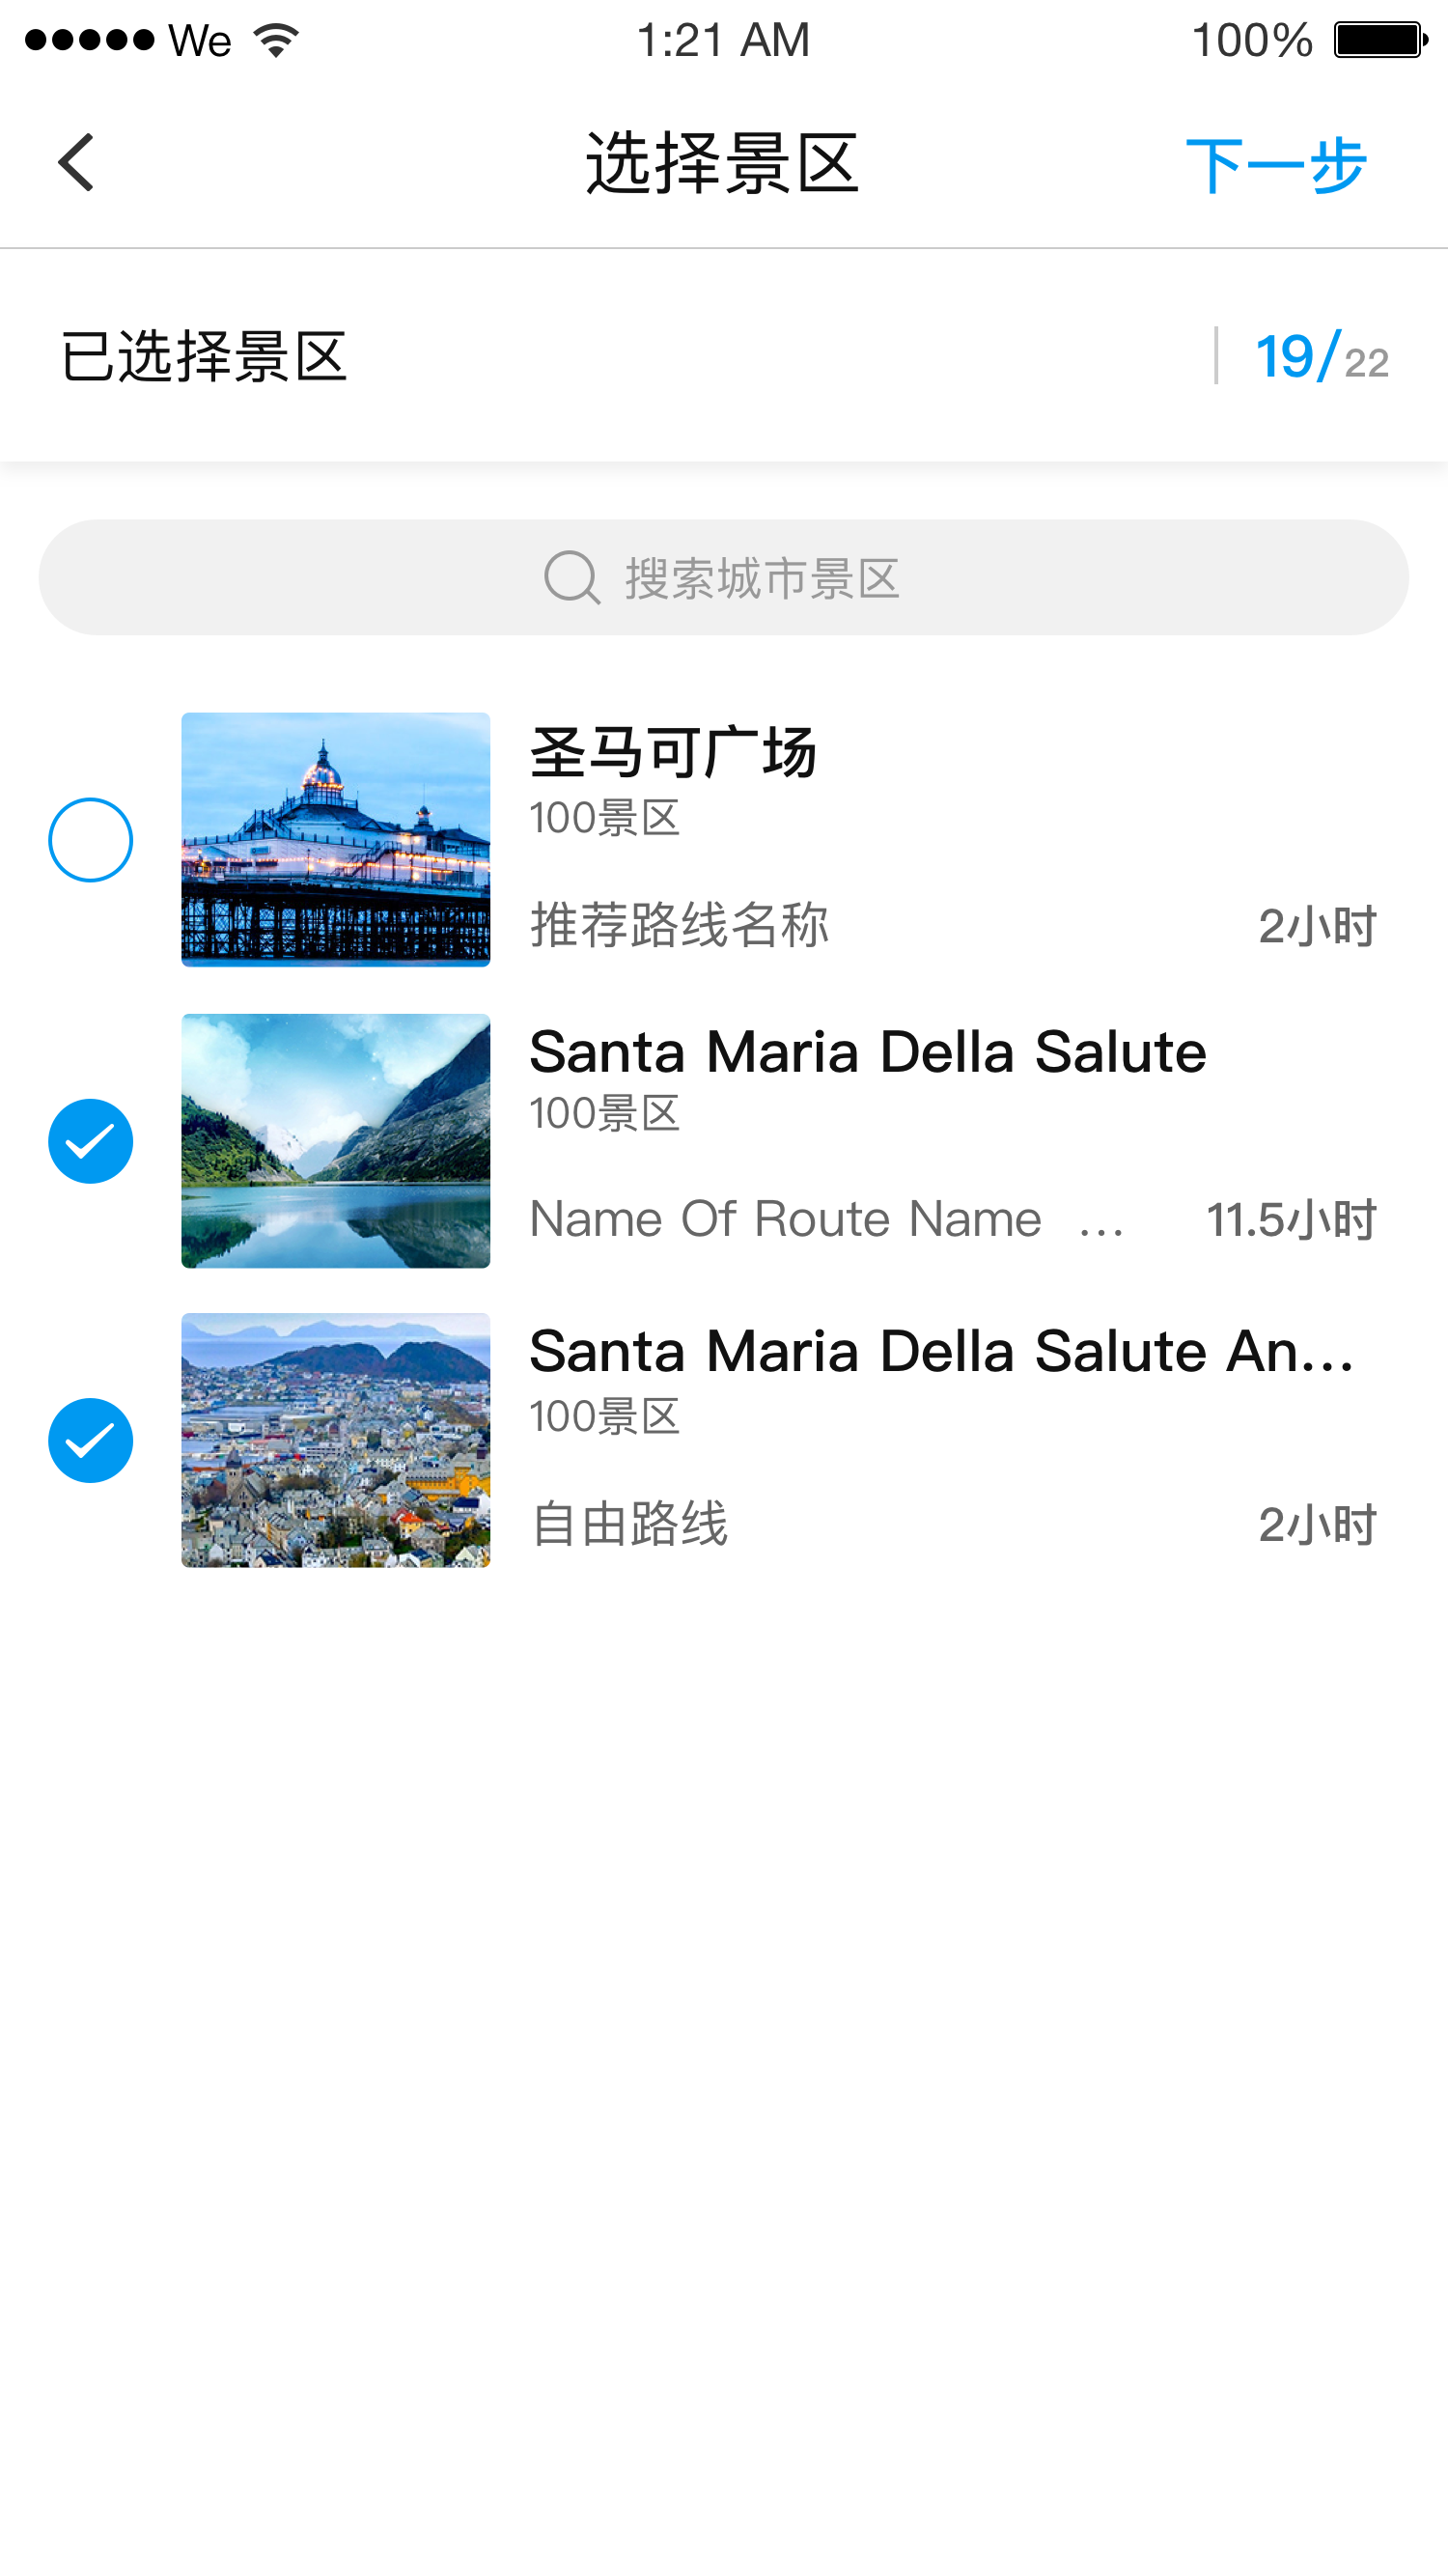 We 1:21 AM 100%
选择景区 下一步
已选择景区 19/22
搜索城市景区
圣马可广场
100景区
推荐路线名称 2小时
Santa Maria Della Salute
100景区
Name Of Route Name ... 11.5小时
Santa Maria Della Salute An...
100景区
自由路线 2小时